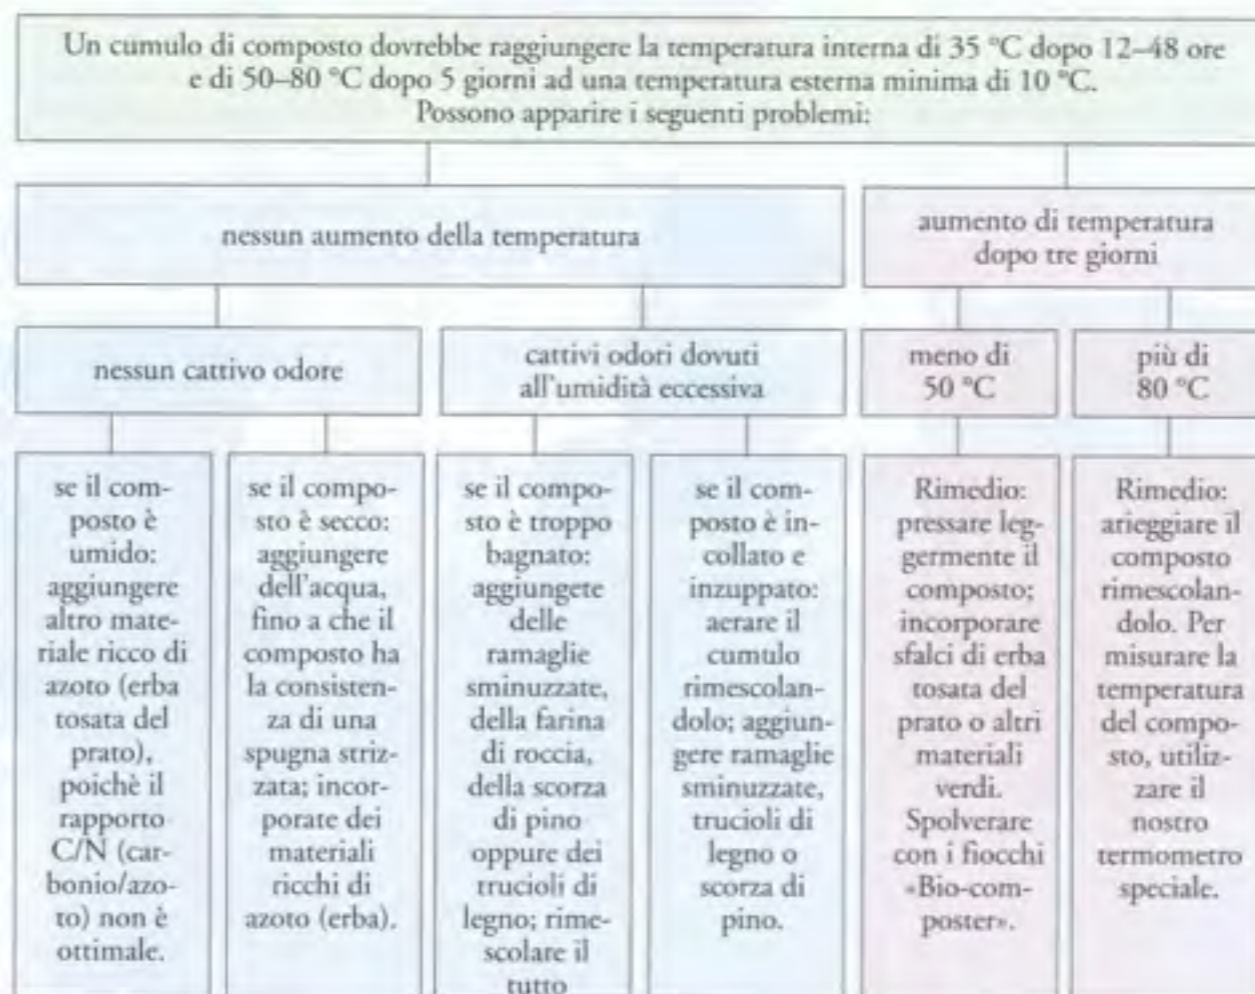 Un cumulo di composto dovrebbe raggiungere la temperatura interna di 35 °C dopo 12–48 ore
e di 50–80 °C dopo 5 giorni ad una temperatura esterna minima di 10 °C.
Possono apparire i seguenti problemi:
nessun aumento della temperatura
aumento di temperatura
dopo tre giorni
nessun cattivo odore
cattivi odori dovuti
all'umidità eccessiva
meno di
50 °C
più di
80 °C
se il com-
posto è
umido:
aggiungere
altro mate-
riale ricco di
azoto (erba
tosata del
prato),
poichè il
rapporto
C/N (car-
bonio/azo-
to) non è
ottimale.
se il compo-
sto è secco:
aggiungere
dell'acqua,
fino a che il
composto ha
la consisten-
za di una
spugna striz-
zata; incor-
porate dei
materiali
ricchi di
azoto (erba).
se il compo-
sto è troppo
bagnato:
aggiungete
delle
ramaglie
sminuzzate,
della farina
di roccia,
della scorza
di pino
oppure dei
trucioli di
legno; rime-
scolare il
tutto
se il com-
posto è in-
collato e
inzuppato:
aerare il
cumulo
rimescolan-
dolo; aggiun-
gere ramaglie
sminuzzate,
trucioli di
legno o
scorza di
pino.
Rimedio:
pressare leg-
germente il
composto;
incorporare
sfalci di erba
tosata del
prato o altri
materiali
verdi.
Spolverare
con i fiocchi
«Bio-com-
poster».
Rimedio:
arieggiare il
composto
rimescolan-
dolo. Per
misurare la
temperatura
del compo-
sto, utiliz-
zare il
nostro
termometro
speciale.